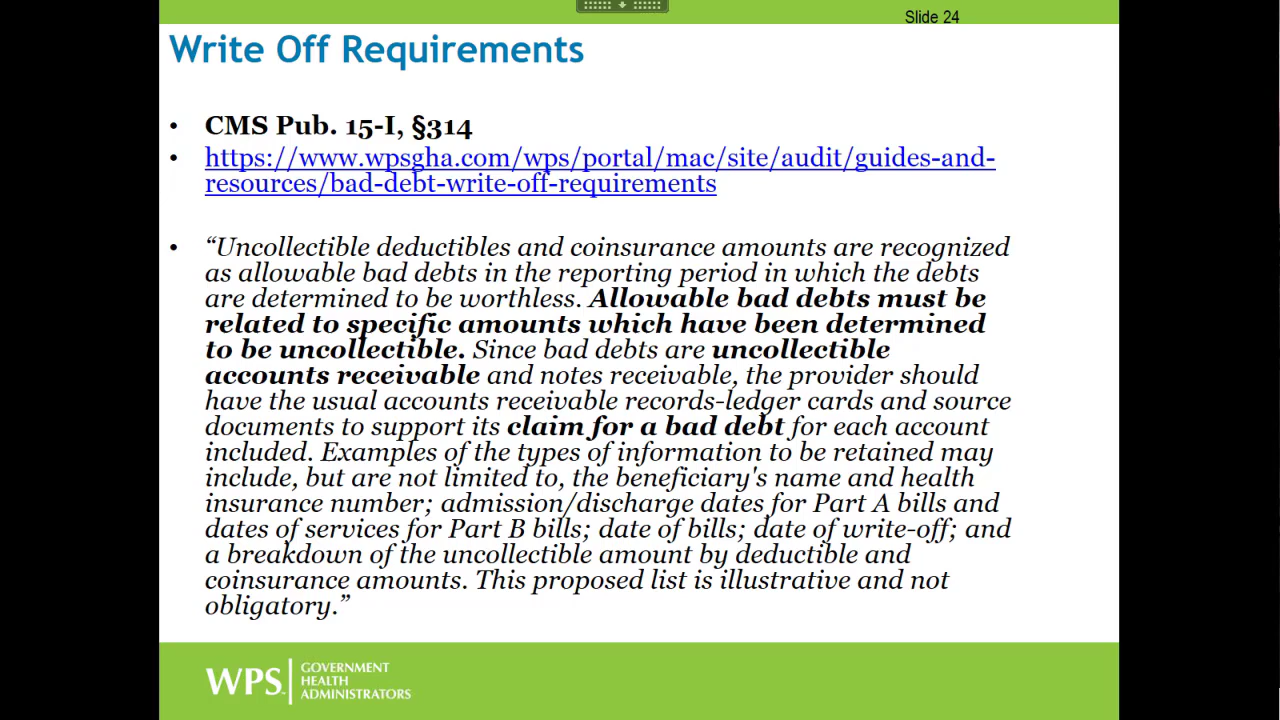 Slide 24
Write Off Requirements
• CMS Pub. 15-I, §314
• https://www.wpsgha.com/wps/portal/mac/site/audit/guides-and-
resources/bad-debt-write-off-requirements
• “Uncollectible deductibles and coinsurance amounts are recognized
as allowable bad debts in the reporting period in which the debts
are determined to be worthless. Allowable bad debts must be
related to specific amounts which have been determined
to be uncollectible. Since bad debts are uncollectible
accounts receivable and notes receivable, the provider should
have the usual accounts receivable records-ledger cards and source
documents to support its claim for a bad debt for each account
included. Examples of the types of information to be retained may
include, but are not limited to, the beneficiary's name and health
insurance number; admission/discharge dates for Part A bills and
dates of services for Part B bills; date of bills; date of write-off; and
a breakdown of the uncollectible amount by deductible and
coinsurance amounts. This proposed list is illustrative and not
obligatory.”
WPS
GOVERNMENT
HEALTH
ADMINISTRATORS